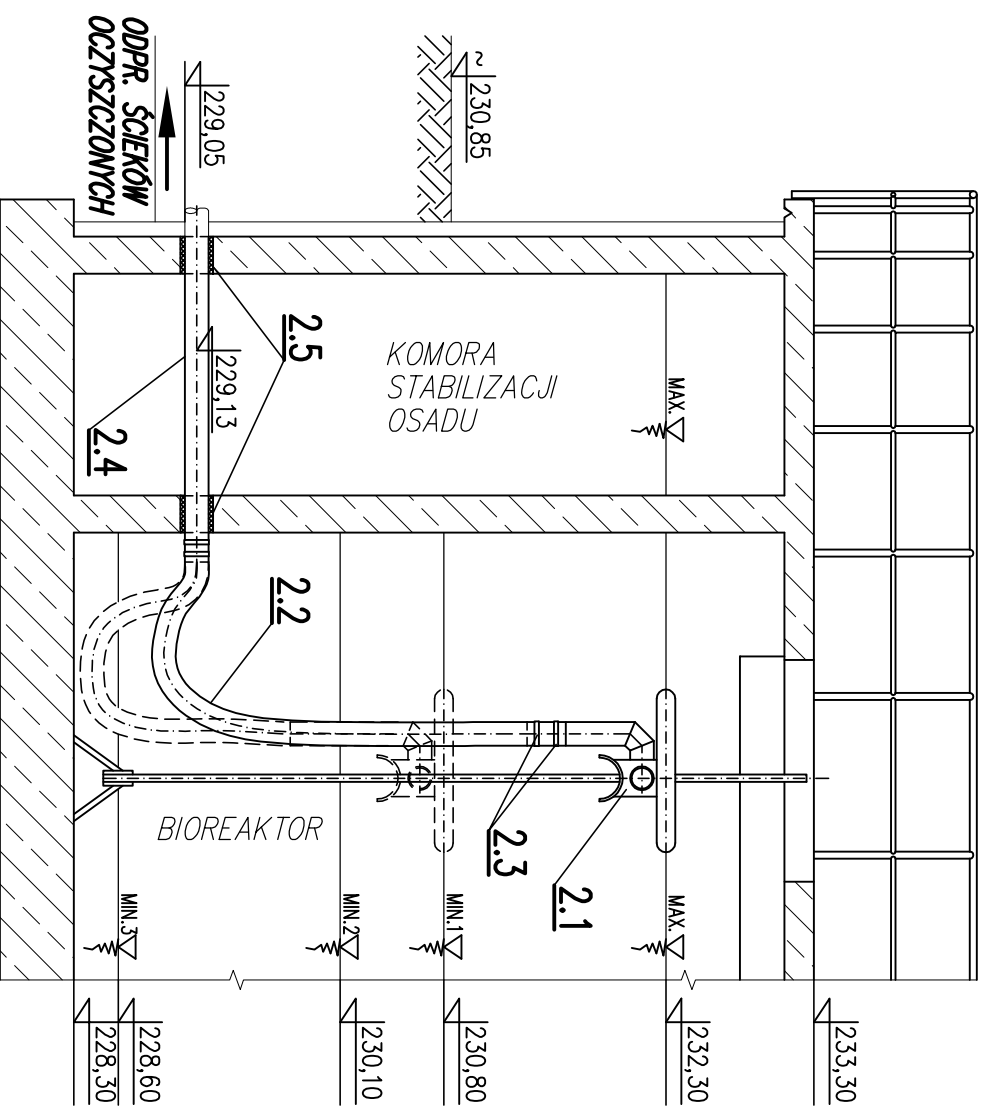 ODPR. ŚCIEKÓW
OCZYSZCZONYCH
229,05
~
230,85
2.5
229,13
2.4
KOMORA
STABILIZACJI
OSADU
MAX.
2.2
BIOREAKTOR
2.3
2.1
MIN.3
MIN.2
MIN.1
MAX.
228,30
228,60
230,10
230,80
232,30
233,30